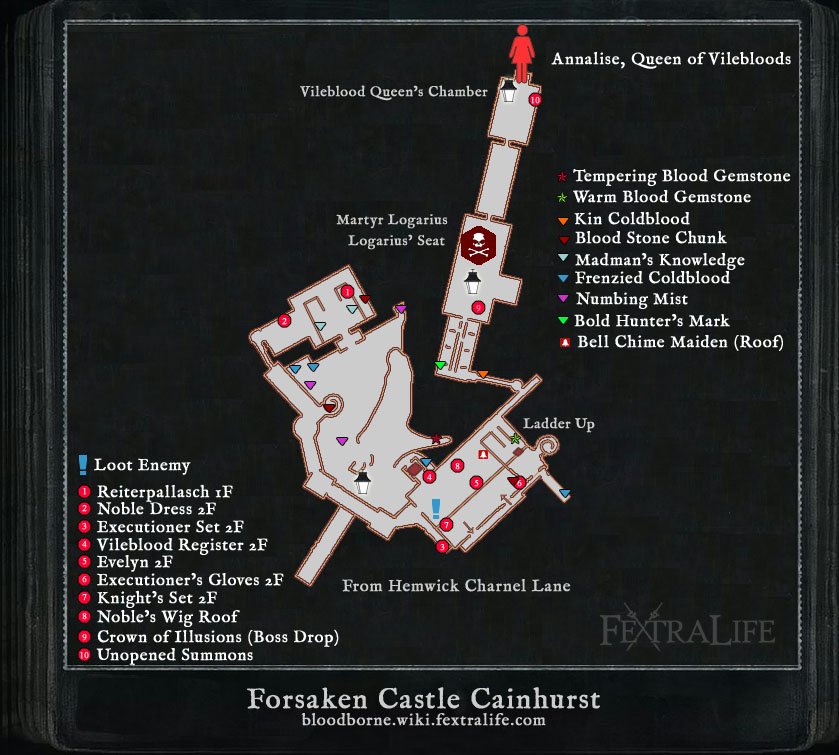 Annalise, Queen of Vilebloods
Vileblood Queen's Chamber
10
Tempering Blood Gemstone
Warm Blood Gemstone
Kin Coldblood
Blood Stone Chunk
Madman's Knowledge
Frenzied Coldblood
Numbing Mist
Bold Hunter's Mark
Bell Chime Maiden (Roof)
Martyr Logarius
Logarius' Seat
9
1
2
Ladder Up
8
4
5
6
7
3
Loot Enemy
1 Reiterpallasch 1F
2 Noble Dress 2F
3 Executioner Set 2F
4 Vileblood Register 2F
5 Evelyn 2F
6 Executioner's Gloves 2F
7 Knight's Set 2F
8 Noble's Wig Roof
9 Crown of Illusions (Boss Drop)
10 Unopened Summons
From Hemwick Charnel Lane
FextraLife
Forsaken Castle Cainhurst
bloodborne.wiki.fextralife.com